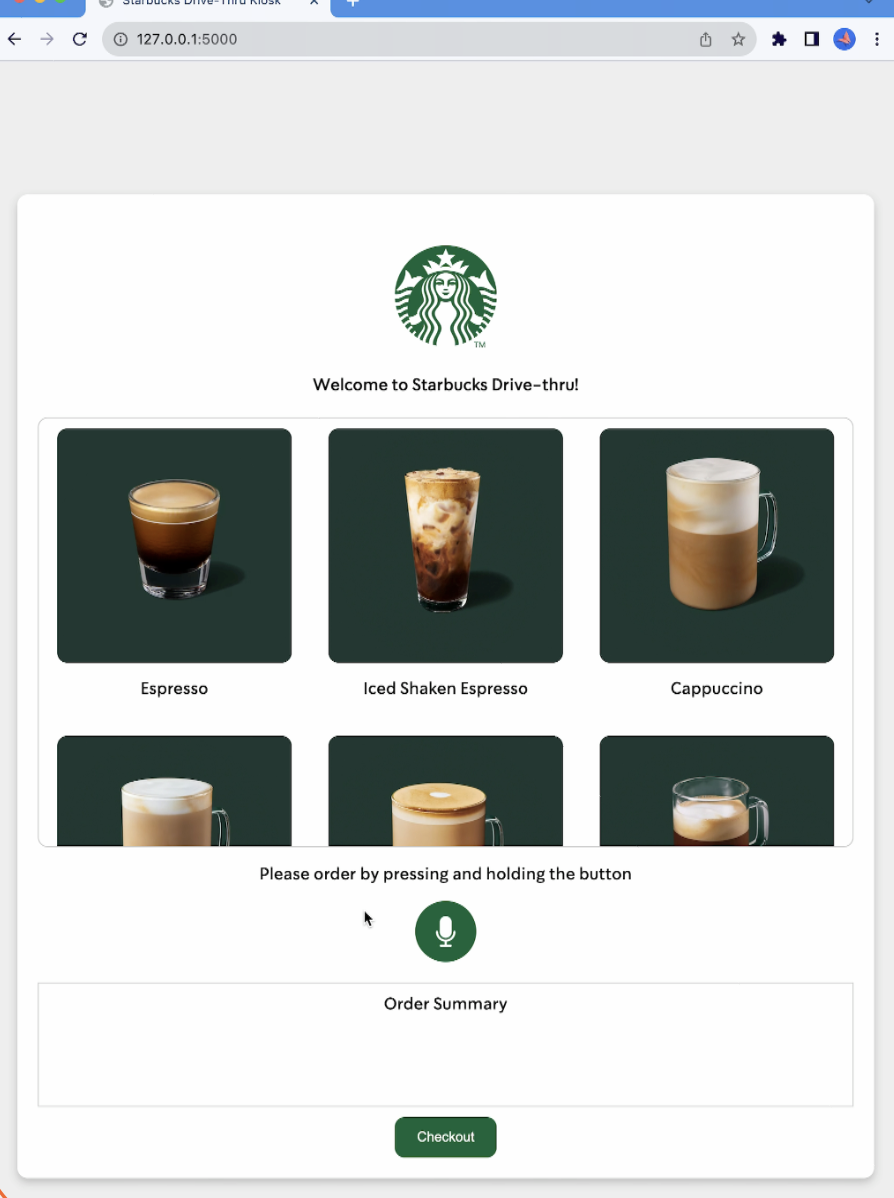 Starbucks Drive-Thru Kiosk
127.0.0.1:5000
TM
Welcome to Starbucks Drive-thru!
Espresso
Iced Shaken Espresso
Cappuccino
Please order by pressing and holding the button
Order Summary
Checkout